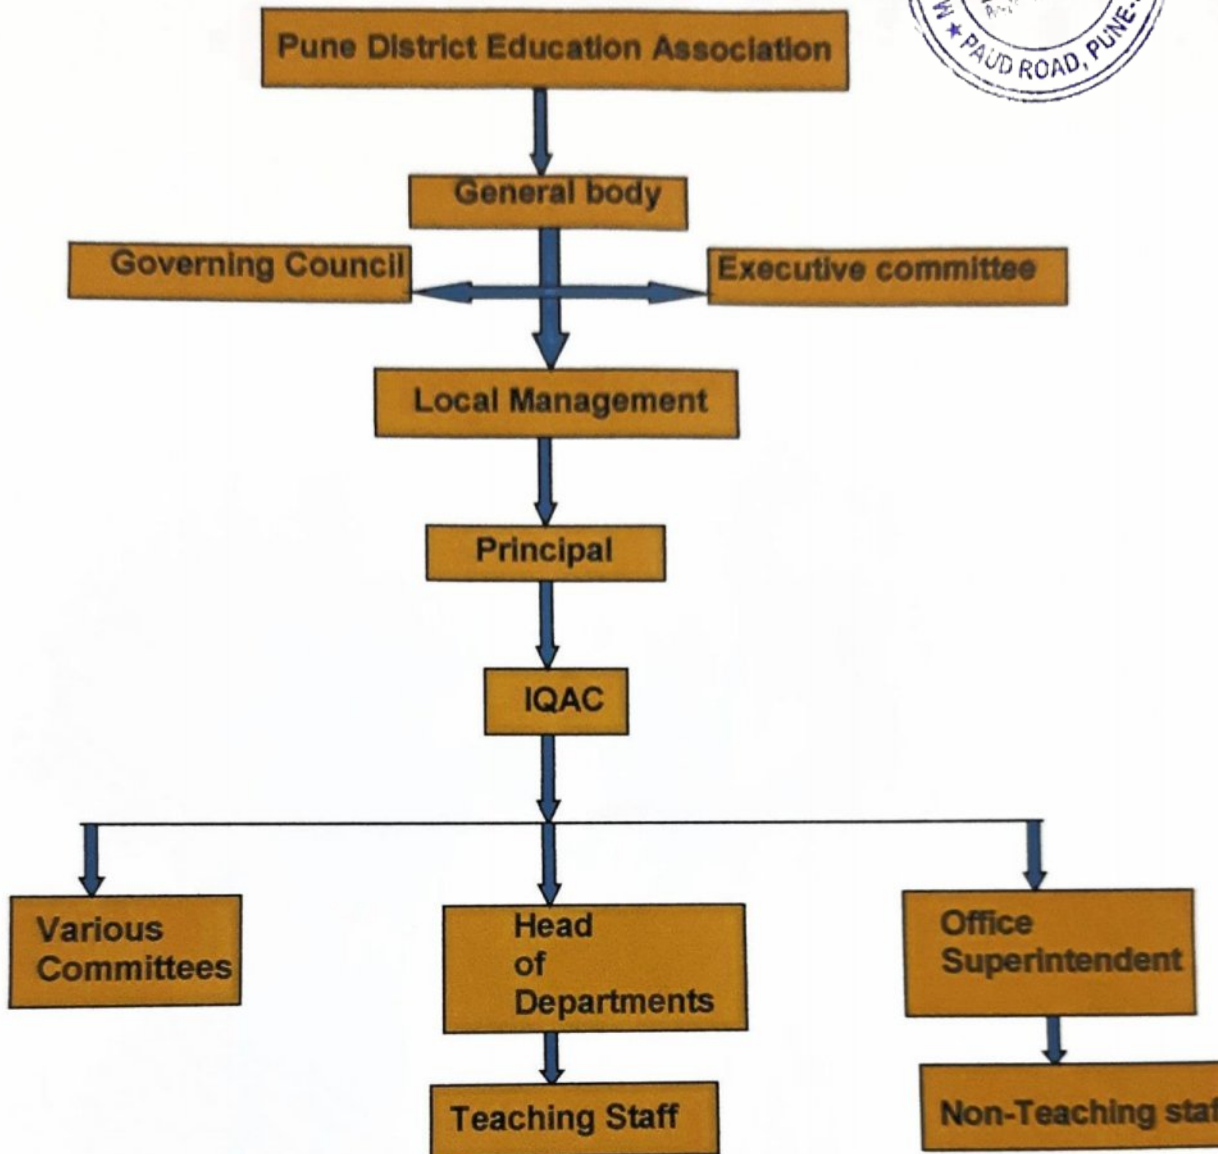 Pune District Education Association
★ PAUD ROAD, PUNE-
General body
Governing Council
Executive committee
Local Management
Principal
IQAC
Various
Committees
Head
of
Departments
Office
Superintendent
Teaching Staff
Non-Teaching staf